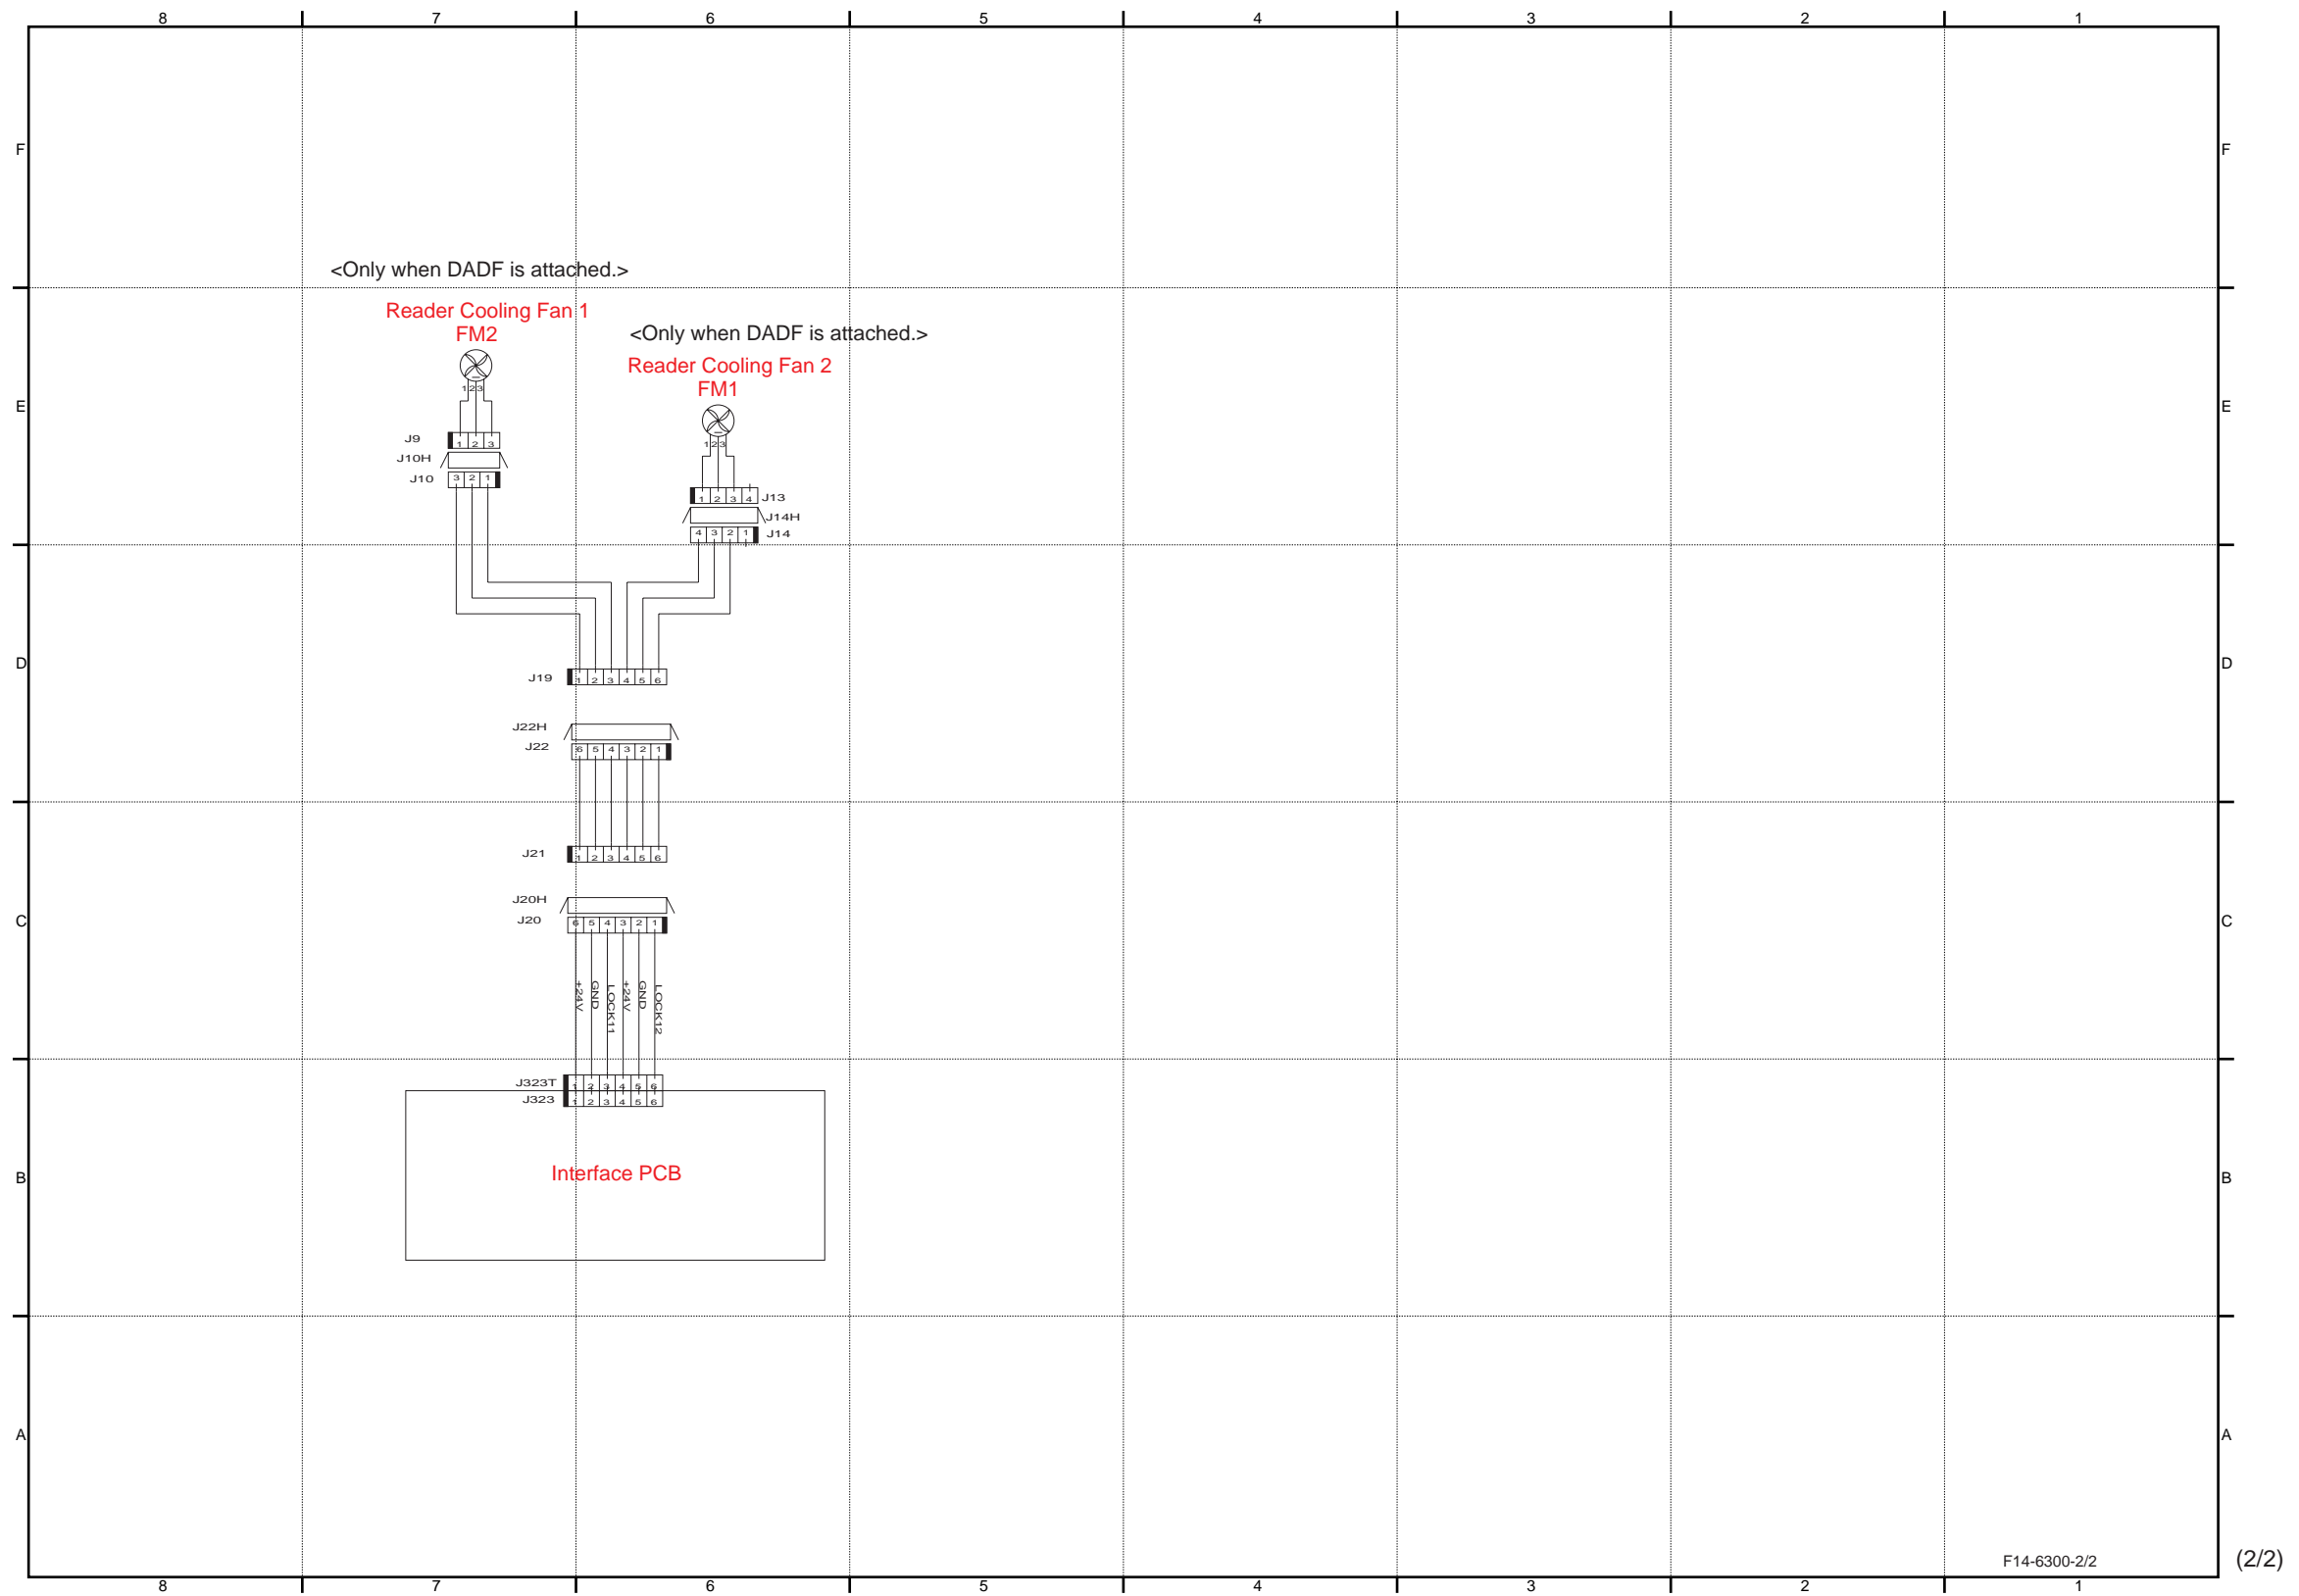 8 7 6 5 4 3 2 1
F F
<Only when DADF is attached.>
Reader Cooling Fan 1
FM2
<Only when DADF is attached.>
Reader Cooling Fan 2
FM1
1 2 3
E E
J9 1 2 3
1 2 3
J10H
J10 3 2 1
1 2 3 4 J13
J14H
4 3 2 1 J14
D D
J19 1 2 3 4 5 6
J22H
J22 6 5 4 3 2 1
J21 1 2 3 4 5 6
J20H
C C
J20 6 5 4 3 2 1
+24V
GND
LOCK11
+24V
GND
LOCK12
J323T 1 2 3 4 5 6
J323 1 2 3 4 5 6
Interface PCB
B B
A A
F14-6300-2/2
(2/2)
8 7 6 5 4 3 2 1